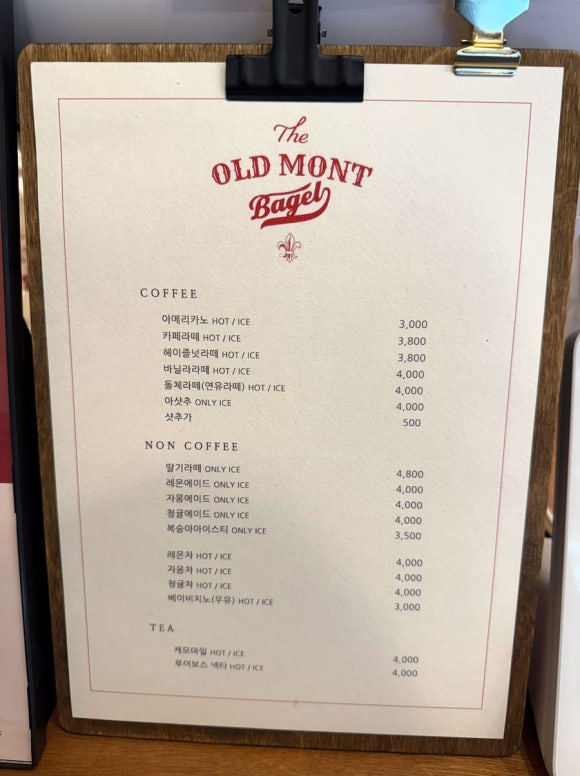 The
OLD MONT
Bagel
COFFEE
아메리카노 HOT / ICE 3,000
카페라떼 HOT / ICE 3,800
헤이즐넛라떼 HOT / ICE 3,800
바닐라라떼 HOT / ICE 4,000
돌체라떼(연유라떼) HOT / ICE 4,000
아샷추 ONLY ICE 4,000
샷추가 500
NON COFFEE
딸기라떼 ONLY ICE 4,800
레몬에이드 ONLY ICE 4,000
자몽에이드 ONLY ICE 4,000
청귤에이드 ONLY ICE 4,000
복숭아아이스티 ONLY ICE 3,500
레몬차 HOT / ICE 4,000
자몽차 HOT / ICE 4,000
청귤차 HOT / ICE 4,000
베이비치노(우유) HOT / ICE 3,000
TEA
캐모마일 HOT / ICE 4,000
루이보스 넥타 HOT / ICE 4,000